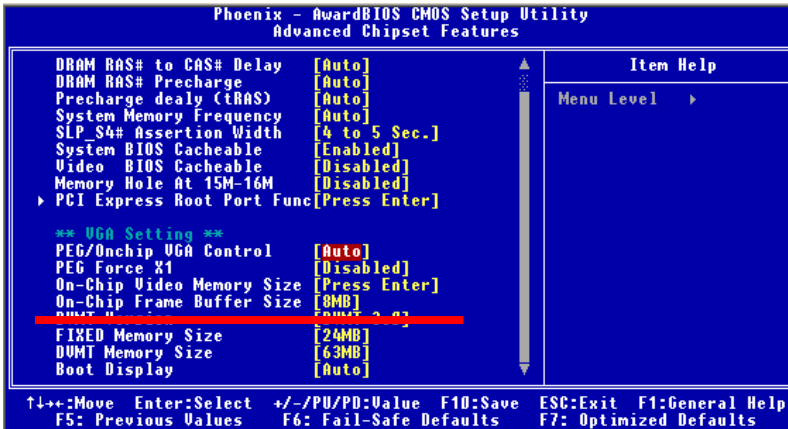 Phoenix - AwardBIOS CMOS Setup Utility
Advanced Chipset Features
DRAM RAS# to CAS# Delay [Auto]
DRAM RAS# Precharge [Auto]
Precharge dealy (tRAS) [Auto]
System Memory Frequency [Auto]
SLP_S4# Assertion Width [4 to 5 Sec.]
System BIOS Cacheable [Enabled]
Video BIOS Cacheable [Disabled]
Memory Hole At 15M-16M [Disabled]
PCI Express Root Port Func[Press Enter]
** VGA Setting **
PEG/Onchip VGA Control [Auto]
PEG Force X1 [Disabled]
On-Chip Video Memory Size [Press Enter]
On-Chip Frame Buffer Size [8MB]
DVMT Version
FIXED Memory Size [24MB]
DVMT Memory Size [63MB]
Boot Display [Auto]
Item Help
Menu Level
↑↓→←:Move Enter:Select +/-/PU/PD:Value F10:Save ESC:Exit F1:General Help
F5: Previous Values F6: Fail-Safe Defaults F7: Optimized Defaults